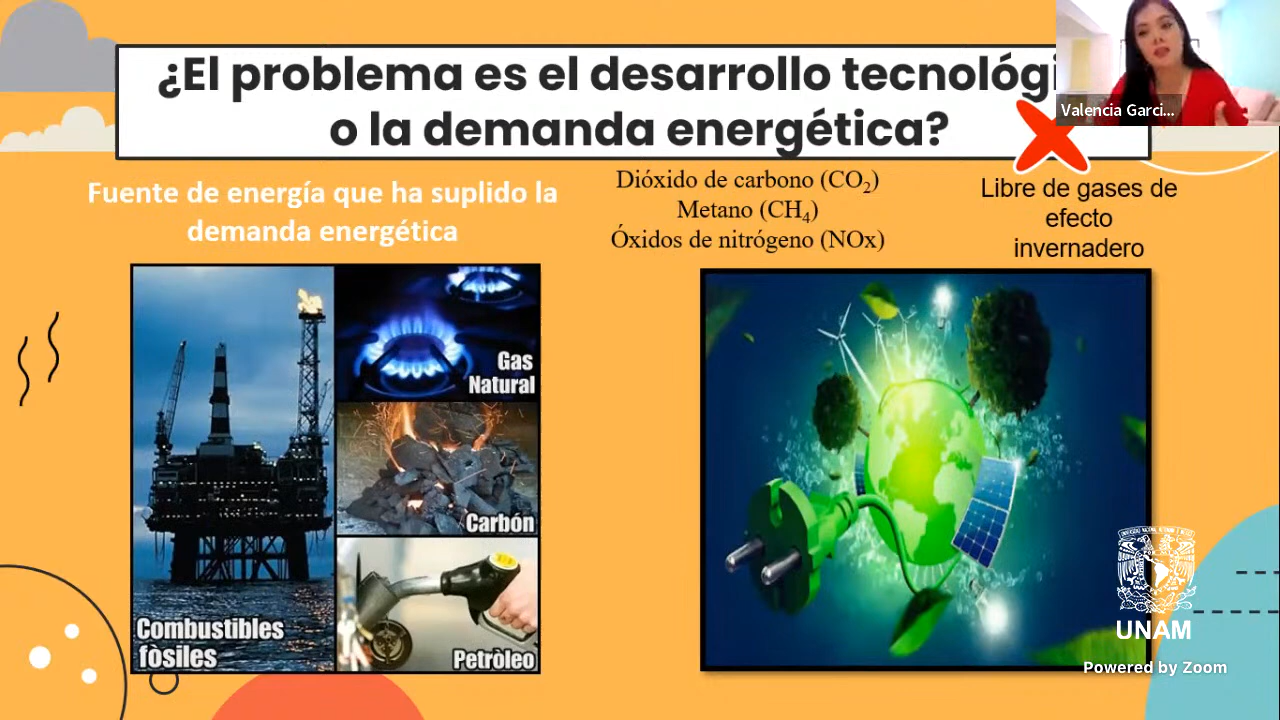 ¿El problema es el desarrollo tecnológi
o la demanda energética?
Valencia Garci...
Fuente de energía que ha suplido la
demanda energética
Dióxido de carbono (CO₂)
Metano (CH₄)
Óxidos de nitrógeno (NOx)
Libre de gases de
efecto
invernadero
Gas
Natural
Carbón
Combustibles
fòsiles
Petròleo
UNAM
Powered by Zoom